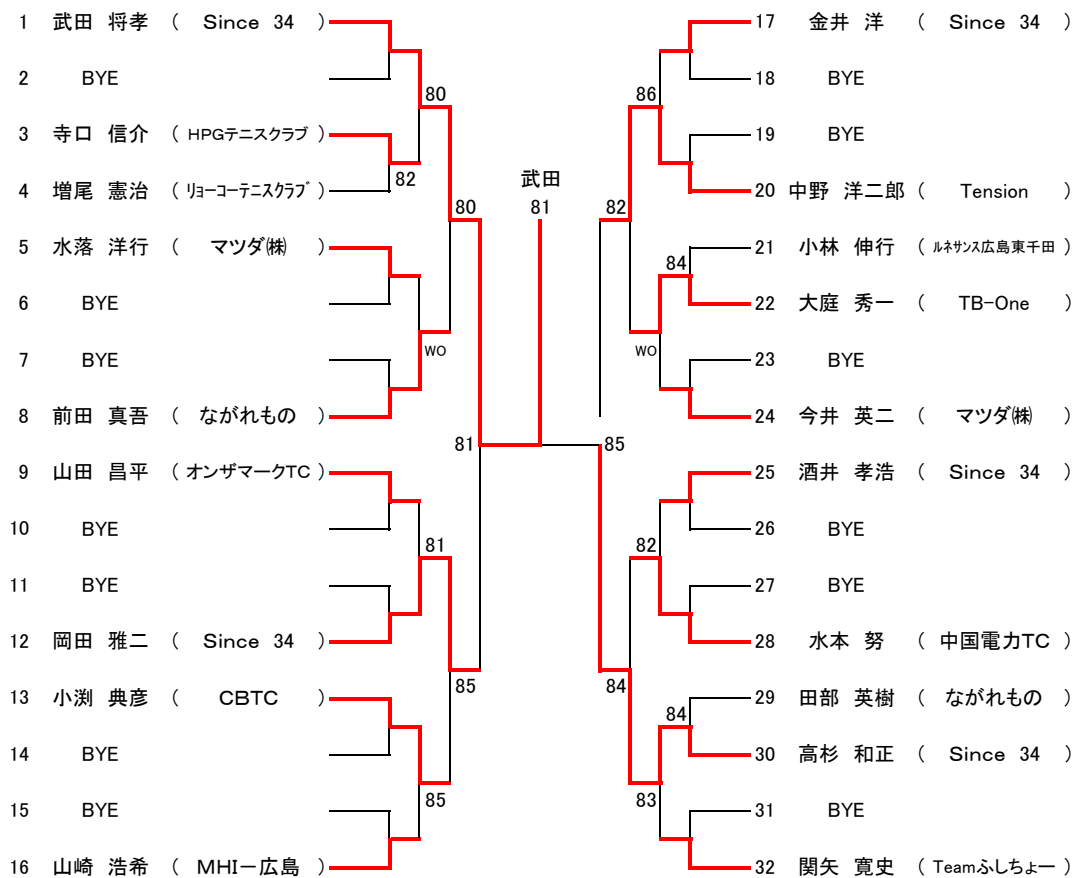 1 武田 将孝 ( Since 34 )
2 BYE
80
3 寺口 信介 ( HPGテニスクラブ )
82
4 増尾 憲治 ( リョーコーテニスクラブ )
80
5 水落 洋行 ( マツダ㈱ )
6 BYE
WO
7 BYE
8 前田 真吾 ( ながれもの )
81
9 山田 昌平 ( オンザマークTC )
10 BYE
81
11 BYE
12 岡田 雅二 ( Since 34 )
85
13 小渕 典彦 ( CBTC )
14 BYE
85
15 BYE
16 山崎 浩希 ( MHIー広島 )
武田
81
17 金井 洋 ( Since 34 )
18 BYE
86
19 BYE
20 中野 洋二郎 ( Tension )
82
21 小林 伸行 ( ルネサンス広島東千田 )
84
22 大庭 秀一 ( TB-One )
WO
23 BYE
24 今井 英二 ( マツダ㈱ )
85
25 酒井 孝浩 ( Since 34 )
26 BYE
82
27 BYE
28 水本 努 ( 中国電力TC )
84
29 田部 英樹 ( ながれもの )
84
30 高杉 和正 ( Since 34 )
83
31 BYE
32 関矢 寛史 ( Teamふしちょー )